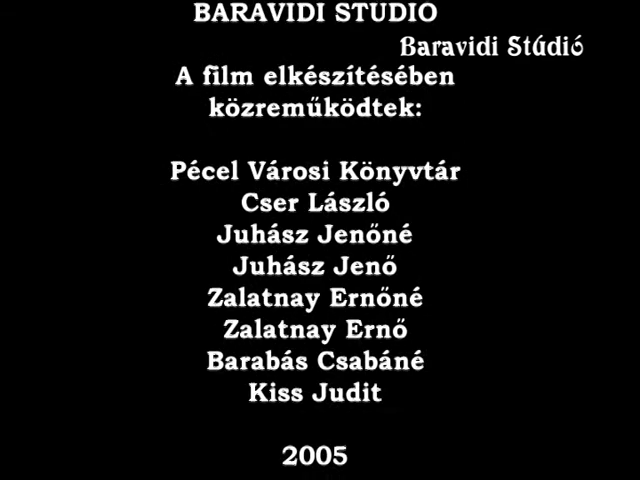 BARAVIDI STUDIO
Baravidi Stúdió
A film elkészítésében
közreműködtek:
Pécel Városi Könyvtár
Cser László
Juhász Jenőné
Juhász Jenő
Zalatnay Ernőné
Zalatnay Ernő
Barabás Csabáné
Kiss Judit
2005